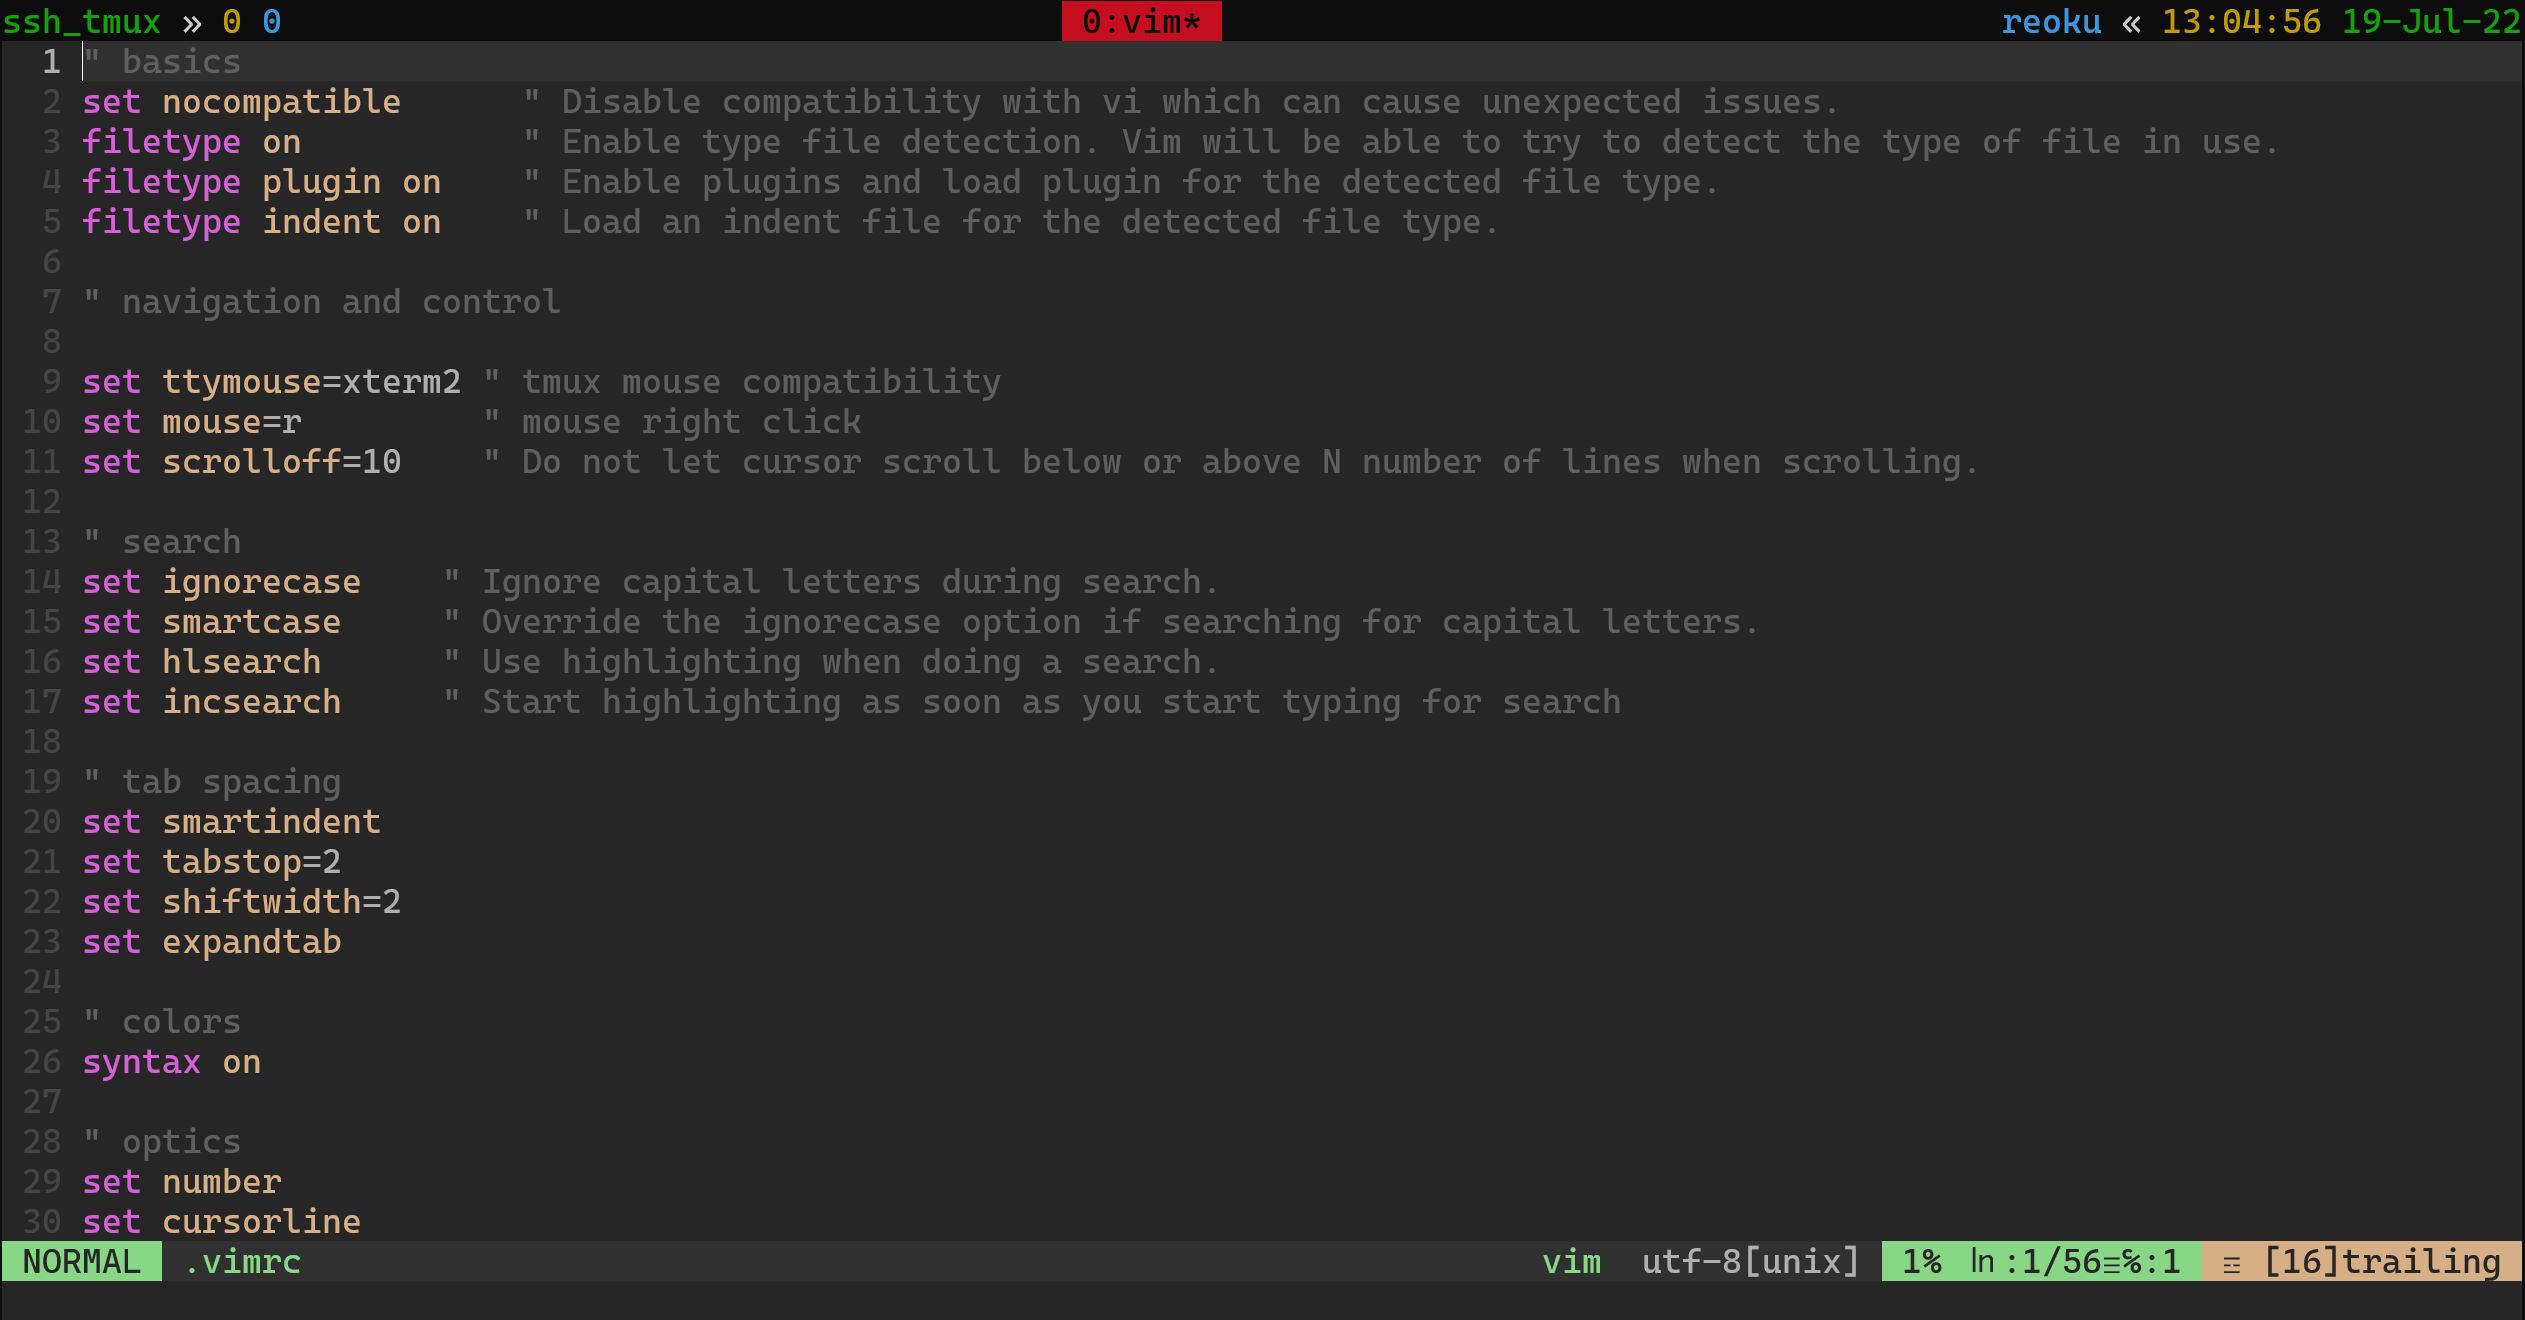 ssh_tmux » 0 0 0:vim* reoku « 13:04:56 19-Jul-22
1 " basics
2 set nocompatible      " Disable compatibility with vi which can cause unexpected issues.
3 filetype on           " Enable type file detection. Vim will be able to try to detect the type of file in use.
4 filetype plugin on    " Enable plugins and load plugin for the detected file type.
5 filetype indent on    " Load an indent file for the detected file type.
6
7 " navigation and control
8
9 set ttymouse=xterm2 " tmux mouse compatibility
10 set mouse=r         " mouse right click
11 set scrolloff=10    " Do not let cursor scroll below or above N number of lines when scrolling.
12
13 " search
14 set ignorecase    " Ignore capital letters during search.
15 set smartcase     " Override the ignorecase option if searching for capital letters.
16 set hlsearch      " Use highlighting when doing a search.
17 set incsearch     " Start highlighting as soon as you start typing for search
18
19 " tab spacing
20 set smartindent
21 set tabstop=2
22 set shiftwidth=2
23 set expandtab
24
25 " colors
26 syntax on
27
28 " optics
29 set number
30 set cursorline
NORMAL .vimrc vim utf-8[unix] 1% ㏑:1/56≡℅:1 ☲ [16]trailing